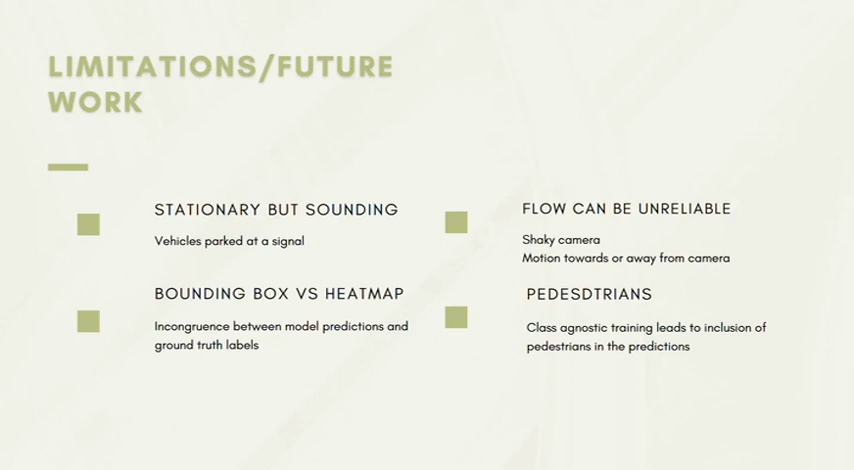 LIMITATIONS/FUTURE
WORK
STATIONARY BUT SOUNDING
Vehicles parked at a signal
FLOW CAN BE UNRELIABLE
Shaky camera
Motion towards or away from camera
BOUNDING BOX VS HEATMAP
Incongruence between model predictions and
ground truth labels
PEDESDTRIANS
Class agnostic training leads to inclusion of
pedestrians in the predictions